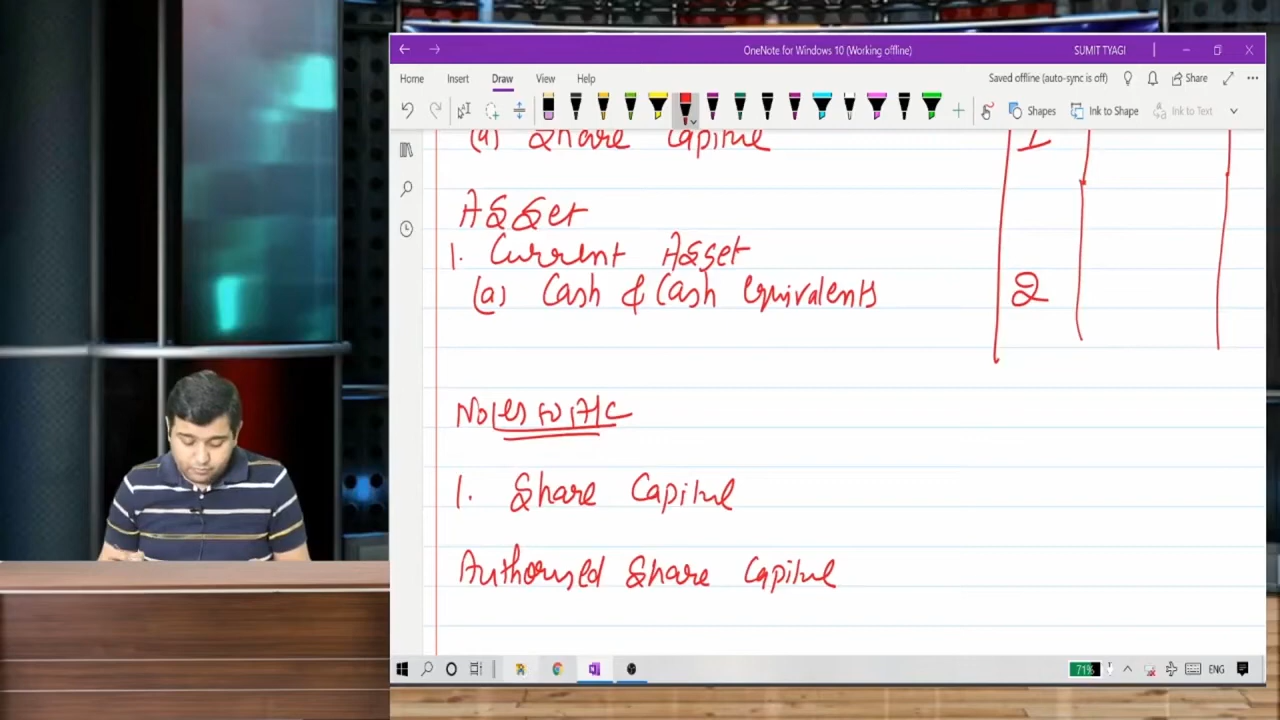 OneNote for Windows 10 (Working offline)
SUMIT TYAGI
Home Insert Draw View Help
Saved offline (auto-sync is off)
Share
Shapes
Ink to Shape
Ink to Text
(a) Share Capital 1
Asset
1. Current Asset
(a) Cash & Cash equivalents 2
Notes to A/C
1. Share Capital
Authorised Share Capital
71%
ENG